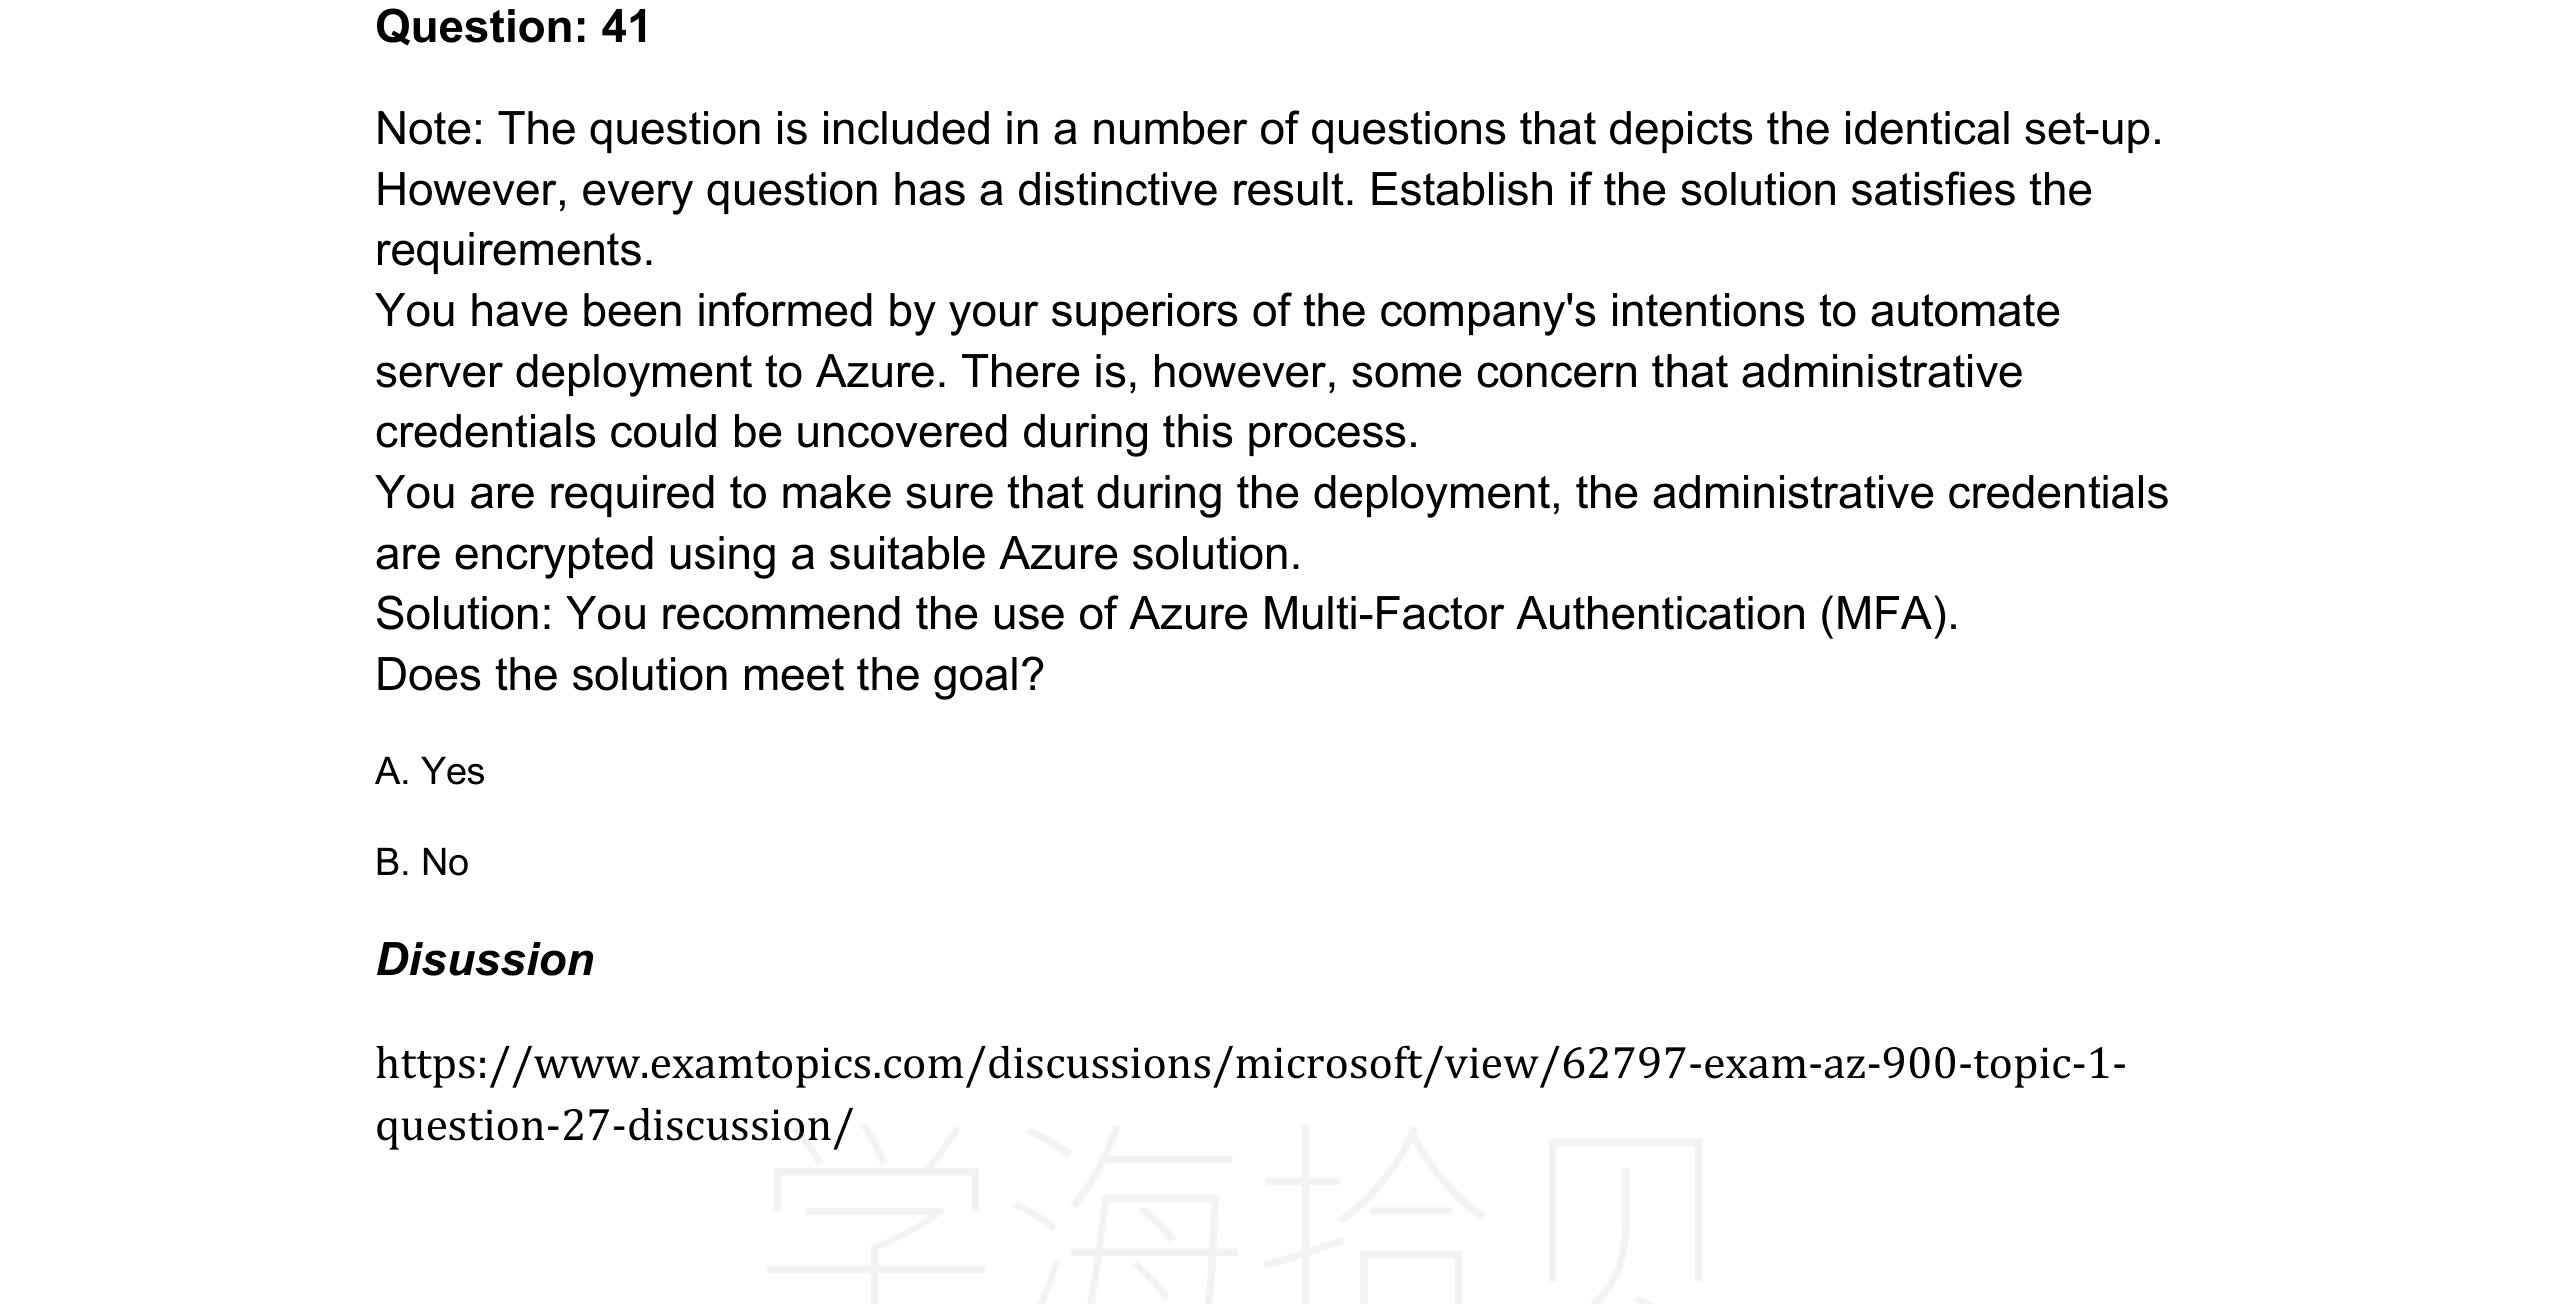 Question: 41
Note: The question is included in a number of questions that depicts the identical set-up.
However, every question has a distinctive result. Establish if the solution satisfies the
requirements.
You have been informed by your superiors of the company's intentions to automate
server deployment to Azure. There is, however, some concern that administrative
credentials could be uncovered during this process.
You are required to make sure that during the deployment, the administrative credentials
are encrypted using a suitable Azure solution.
Solution: You recommend the use of Azure Multi-Factor Authentication (MFA).
Does the solution meet the goal?
A. Yes
B. No
Disussion
https://www.examtopics.com/discussions/microsoft/view/62797-exam-az-900-topic-1-
question-27-discussion/
学海拾贝